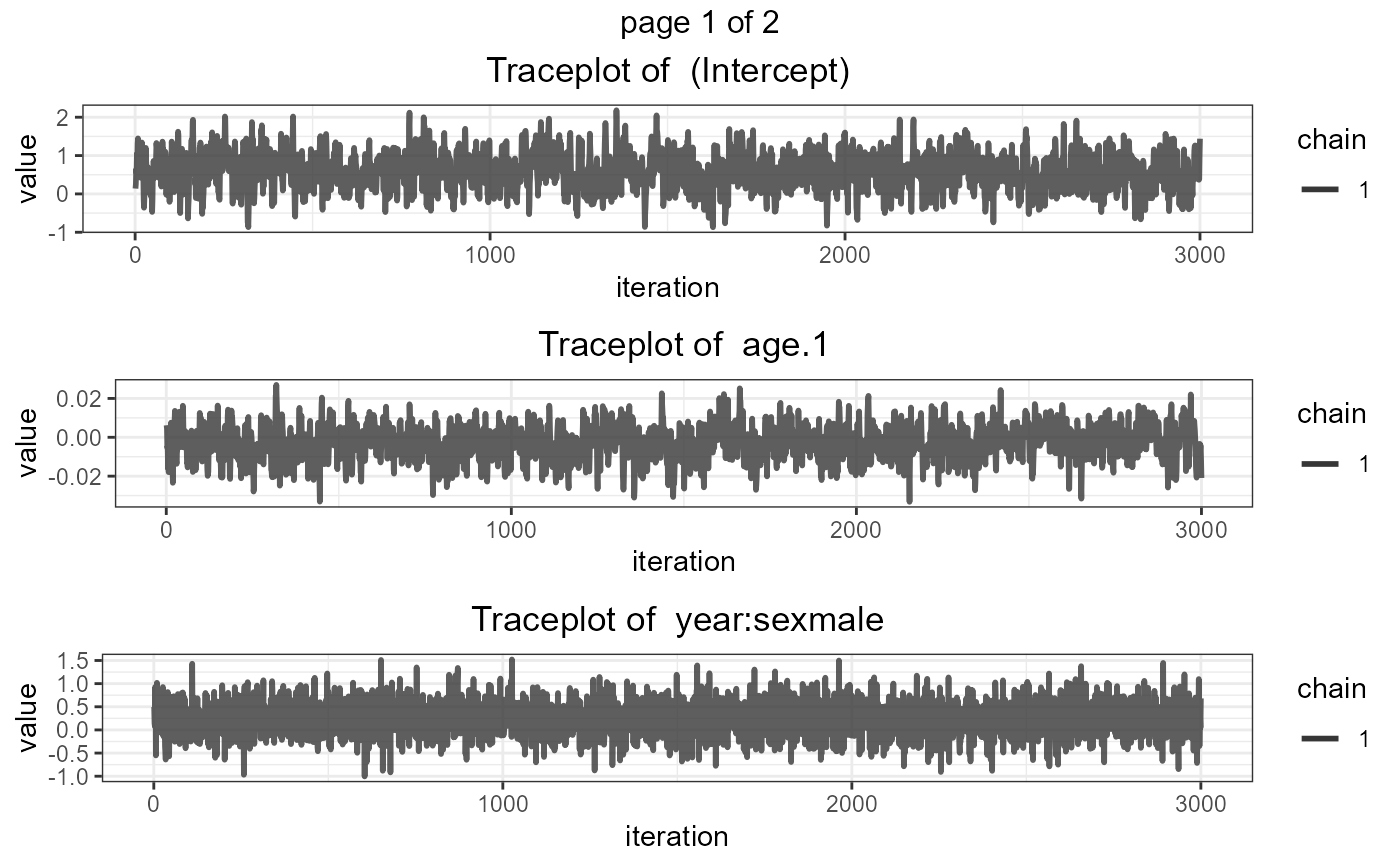 page 1 of 2
Traceplot of  (Intercept)
value
2
1
0
-1
0 1000 2000 3000
iteration
chain
1
Traceplot of  age.1
value
0.02
0.00
-0.02
0 1000 2000 3000
iteration
chain
1
Traceplot of  year:sexmale
value
1.5
1.0
0.5
0.0
-0.5
-1.0
0 1000 2000 3000
iteration
chain
1